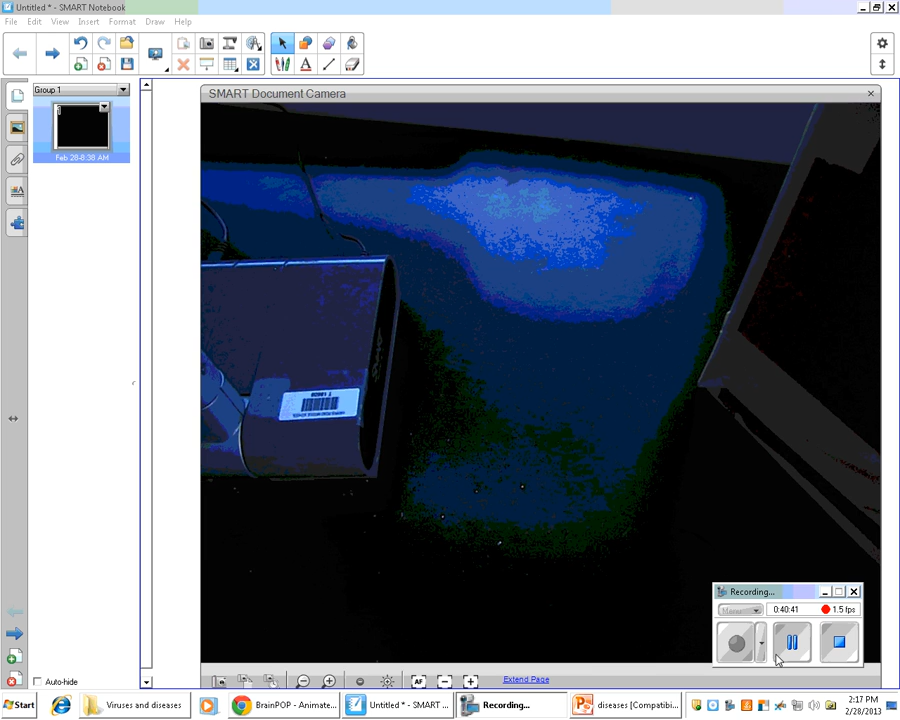 Untitled * - SMART Notebook
File Edit View Insert Format Draw Help
Group 1
Feb 28-8:38 AM
SMART Document Camera
Recording...
Menu
0:40:41
1.5 fps
Auto-hide
AF
Extend Page
Start
Viruses and diseases
BrainPOP - Animate...
Untitled * - SMART ...
Recording...
diseases [Compatibi...
2:17 PM
2/28/2013